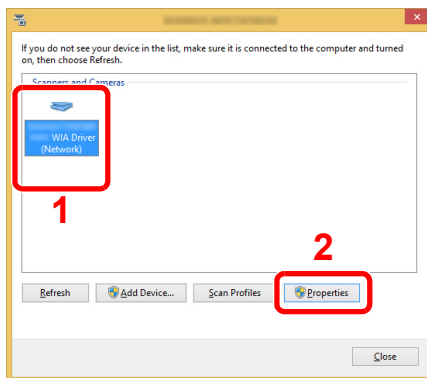 If you do not see your device in the list, make sure it is connected to the computer and turned
on, then choose Refresh.
Scanners and Cameras
WIA Driver
(Network)
1
2
Refresh
Add Device...
Scan Profiles
Properties
Close